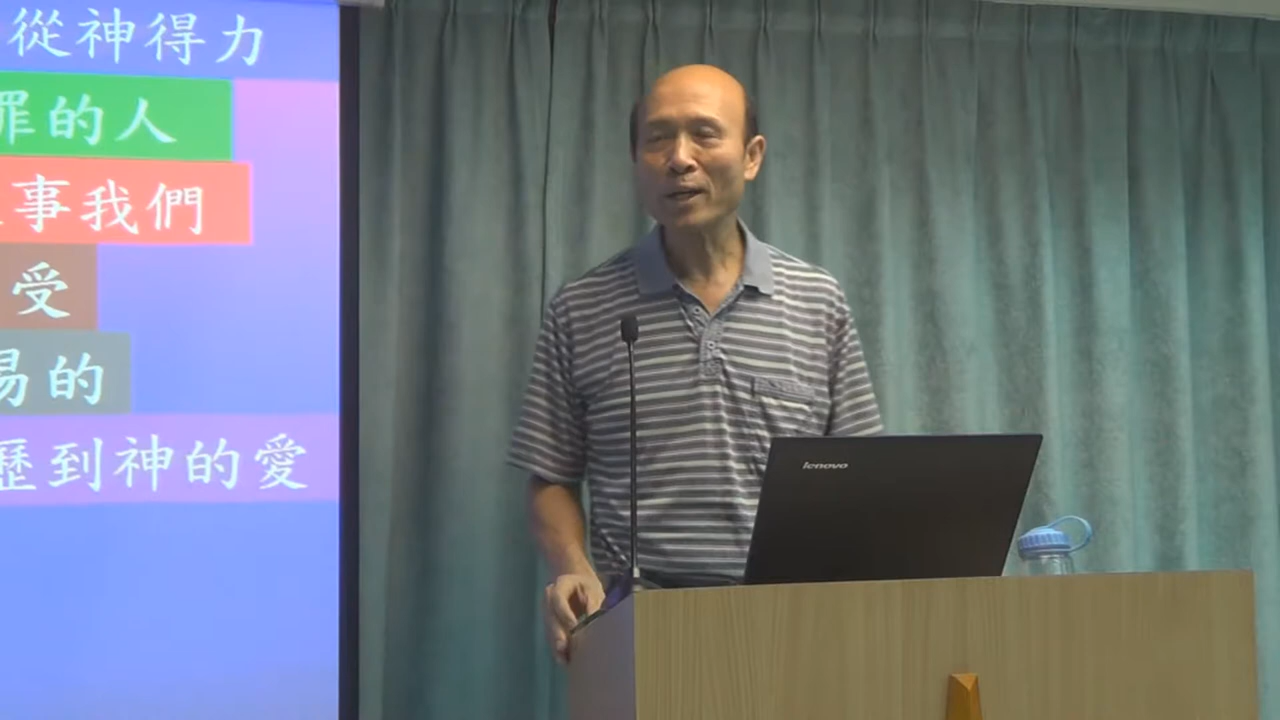 從神得力
罪的人
事我們
受
易的
歷到神的愛
lenovo